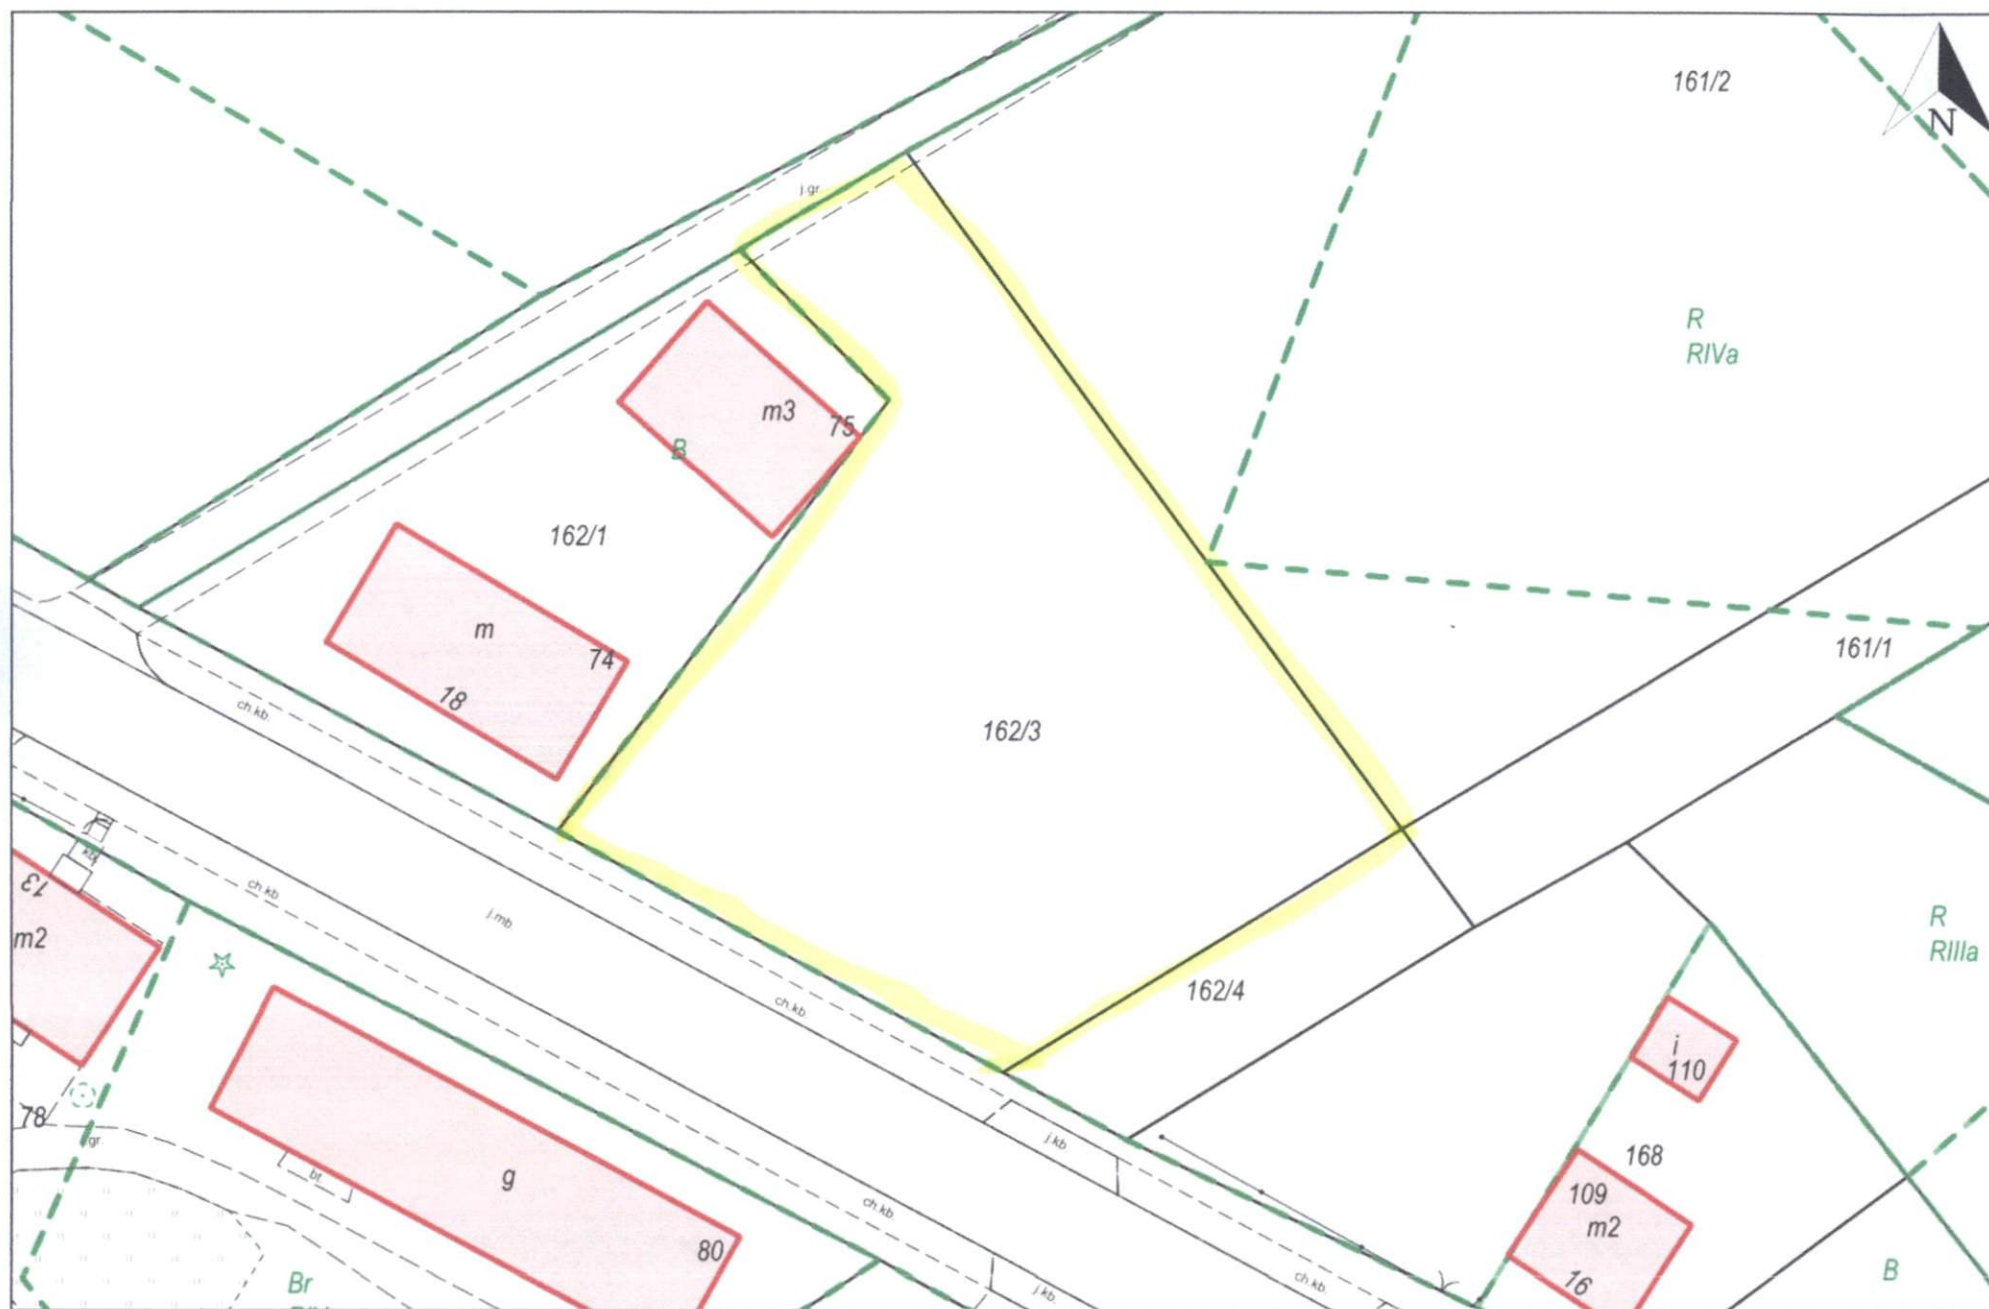 161/2
N
j.gr.
R
RIVa
m3
75
B
162/1
161/1
m
74
18
162/3
ch.kb.
kb.
13
ch.kb.
j.mb.
m2
R
RIIIa
ch.kb.
162/4
i
110
78
gr.
j.kb.
168
bt.
g
109
ch.kb.
m2
80
B
Br
16
ch.kb.
j.kb.